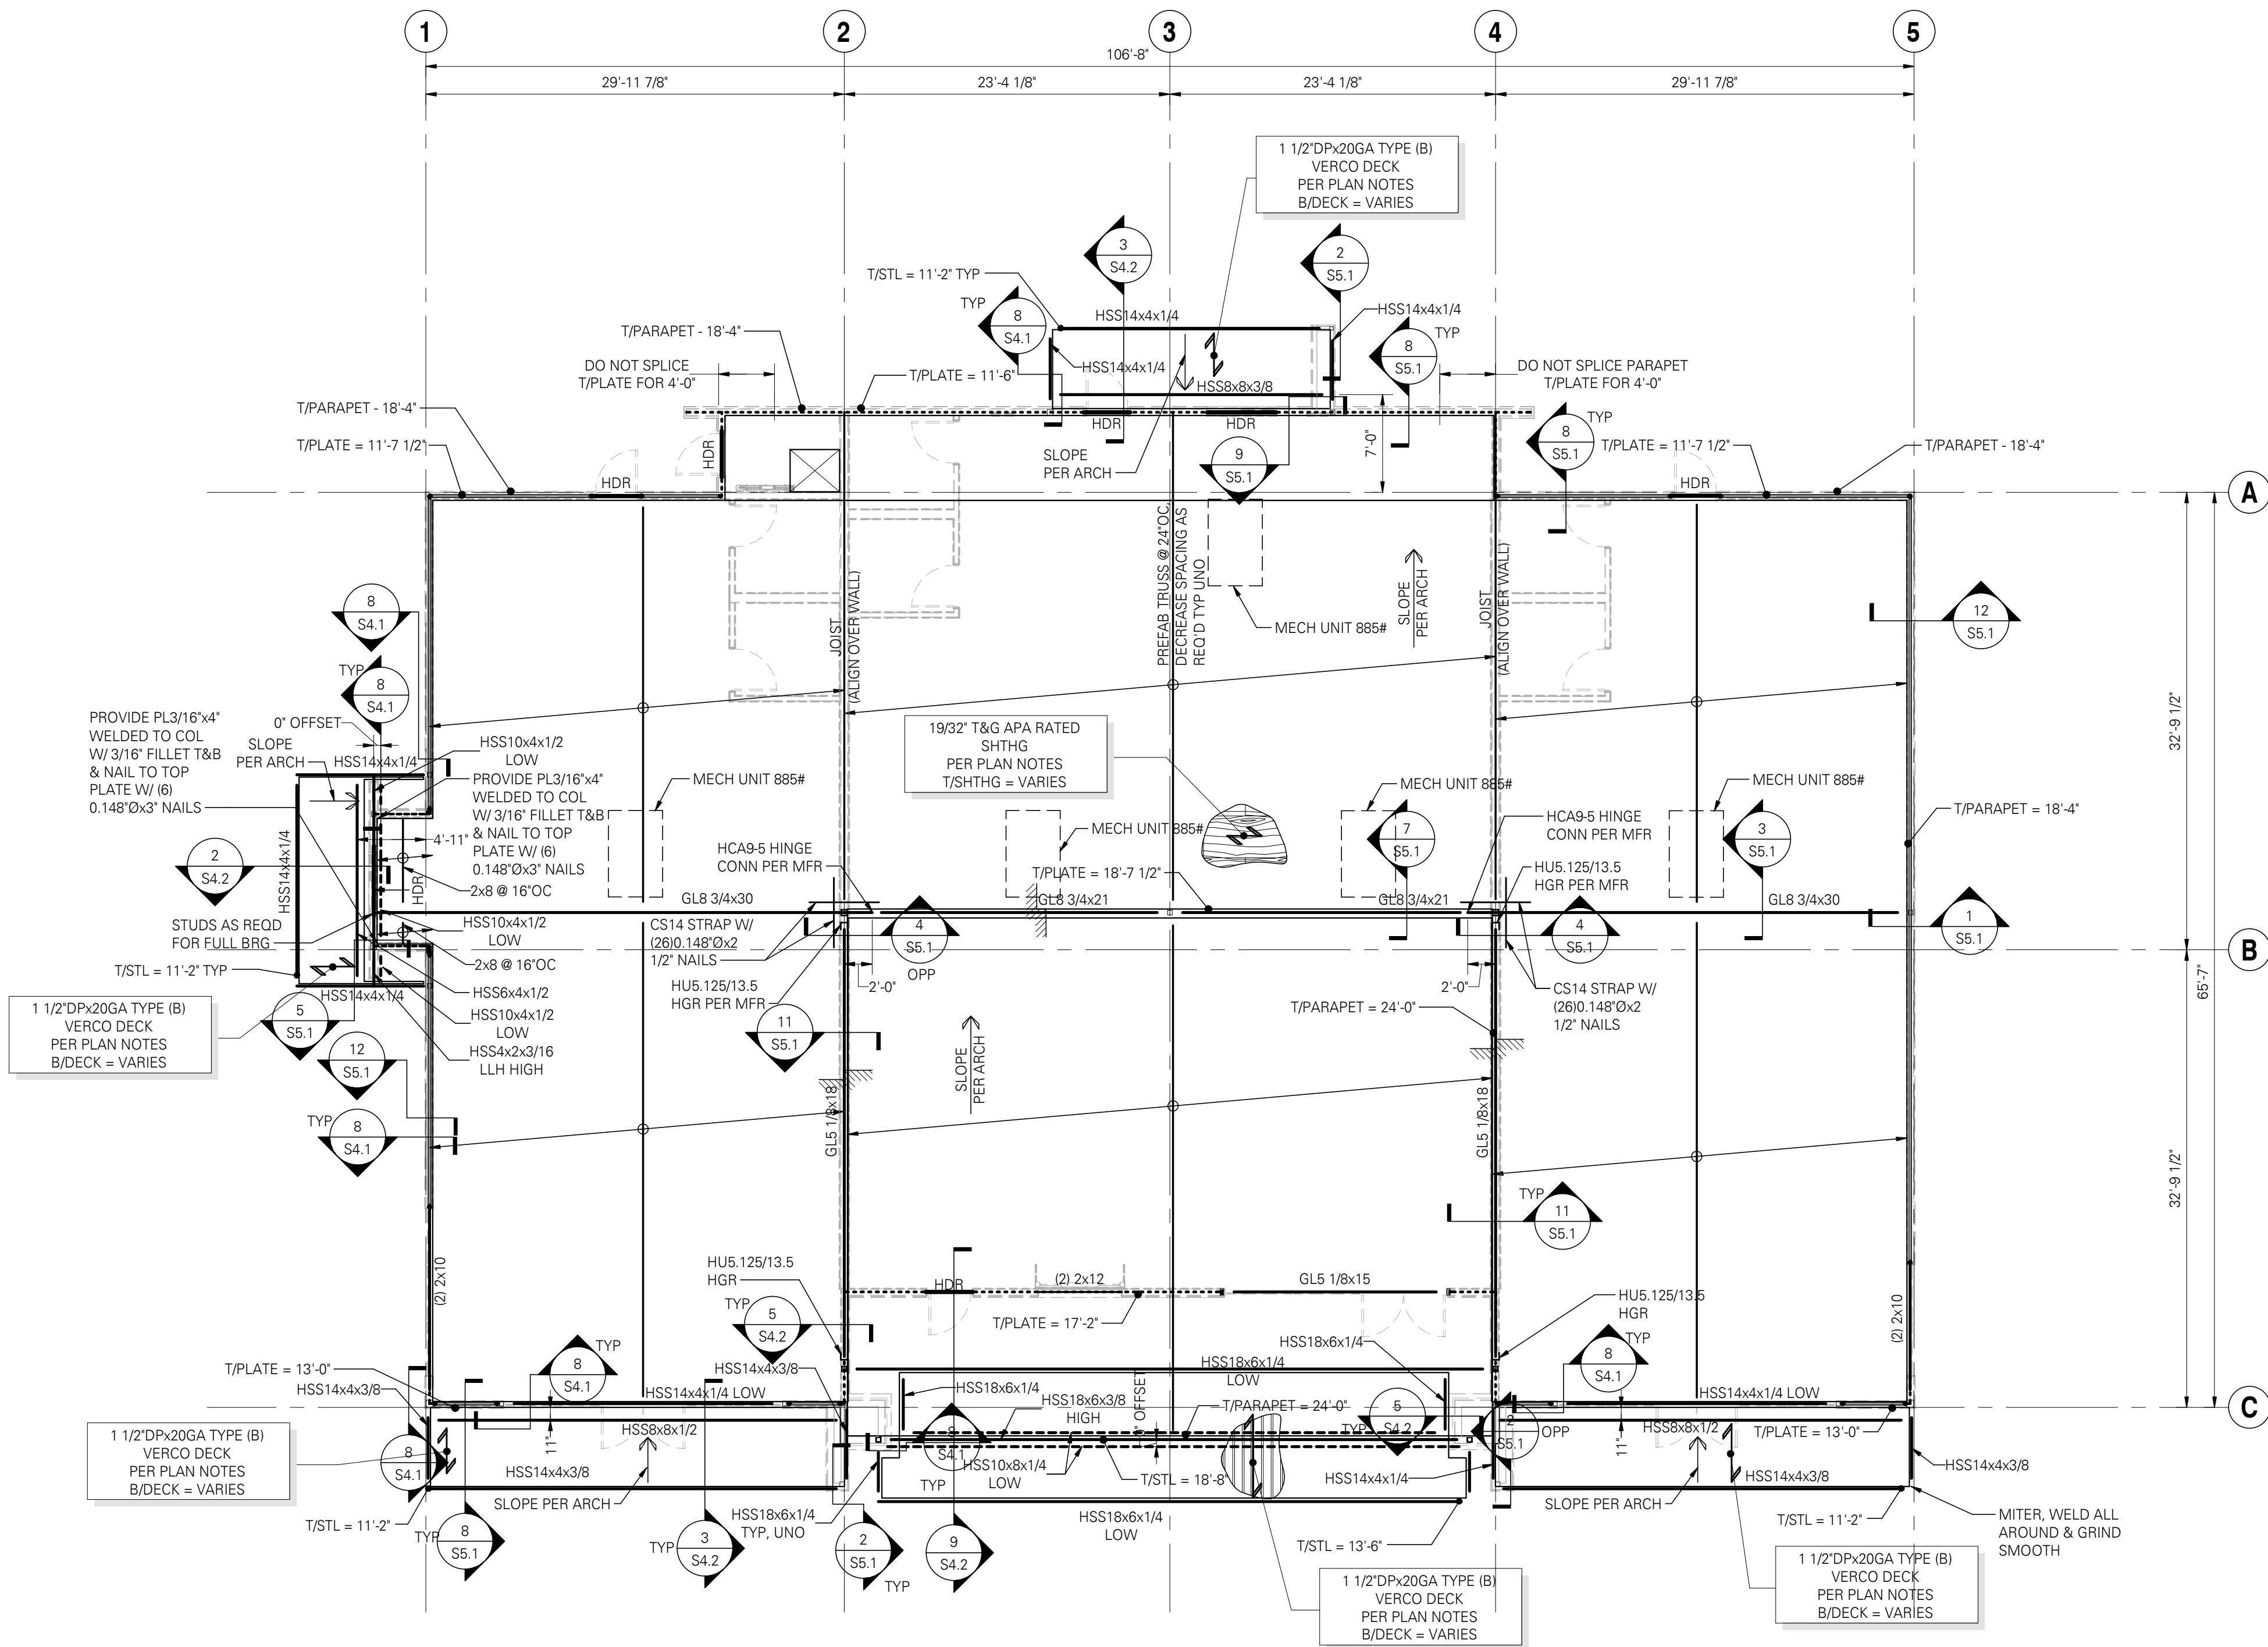 1
2
3
4
5
106'-8"
29'-11 7/8"
23'-4 1/8"
23'-4 1/8"
29'-11 7/8"
1 1/2"DPx20GA TYPE (B)
VERCO DECK
PER PLAN NOTES
B/DECK = VARIES
3
S4.2
2
S5.1
T/STL = 11'-2" TYP
TYP
8
S4.1
HSS14x4x1/4
HSS14x4x1/4
TYP
8
S5.1
T/PARAPET - 18'-4"
DO NOT SPLICE
T/PLATE FOR 4'-0"
T/PLATE = 11'-6"
HSS14x4x1/4
HSS8x8x3/8
DO NOT SPLICE PARAPET
T/PLATE FOR 4'-0"
T/PARAPET - 18'-4"
T/PLATE = 11'-7 1/2"
HDR
HDR
HDR
HDR
SLOPE
PER ARCH
9
S5.1
7'-0"
TYP
8
S5.1
T/PLATE = 11'-7 1/2"
T/PARAPET - 18'-4"
HDR
A
JOIST
(ALIGN OVER WALL)
PREFAB TRUSS @ 24"OC,
DECREASE SPACING AS
REQ'D TYP UNO
MECH UNIT 885#
SLOPE
PER ARCH
JOIST
(ALIGN OVER WALL)
12
S5.1
8
S4.1
TYP
8
S4.1
32'-9 1/2"
65'-7"
PROVIDE PL3/16"x4"
WELDED TO COL
W/ 3/16" FILLET T&B
& NAIL TO TOP
PLATE W/ (6)
0.148"Øx3" NAILS
0" OFFSET
SLOPE
PER ARCH
HSS14x4x1/4
HSS10x4x1/2
LOW
PROVIDE PL3/16"x4"
WELDED TO COL
W/ 3/16" FILLET T&B
& NAIL TO TOP
PLATE W/ (6)
0.148"Øx3" NAILS
MECH UNIT 885#
19/32" T&G APA RATED
SHTHG
PER PLAN NOTES
T/SHTHG = VARIES
MECH UNIT 885#
MECH UNIT 885#
MECH UNIT 885#
7
S5.1
3
S5.1
T/PARAPET = 18'-4"
HSS14x4x1/4
4'-11"
2
S4.2
HDR
2x8 @ 16"OC
HCA9-5 HINGE
CONN PER MFR
T/PLATE = 18'-7 1/2"
HCA9-5 HINGE
CONN PER MFR
HU5.125/13.5
HGR PER MFR
GL8 3/4x30
GL8 3/4x21
GL8 3/4x21
GL8 3/4x30
STUDS AS REQD
FOR FULL BRG
HSS10x4x1/2
LOW
CS14 STRAP W/
(26)0.148"Øx2
1/2" NAILS
4
S5.1
OPP
4
S5.1
1
S5.1
B
T/STL = 11'-2" TYP
2x8 @ 16"OC
HU5.125/13.5
HGR PER MFR
2'-0"
2'-0"
CS14 STRAP W/
(26)0.148"Øx2
1/2" NAILS
HSS14x4x1/4
HSS6x4x1/2
HSS10x4x1/2
LOW
HSS4x2x3/16
LLH HIGH
1 1/2"DPx20GA TYPE (B)
VERCO DECK
PER PLAN NOTES
B/DECK = VARIES
5
S5.1
12
S5.1
11
S5.1
T/PARAPET = 24'-0"
SLOPE
PER ARCH
GL5 1/8x18
GL5 1/8x18
TYP
8
S4.1
TYP
11
S5.1
32'-9 1/2"
(2) 2x10
HU5.125/13.5
HGR
TYP
5
S4.2
HDR
(2) 2x12
GL5 1/8x15
T/PLATE = 17'-2"
HU5.125/13.5
HGR
(2) 2x10
T/PLATE = 13'-0"
HSS14x4x3/8
8
S4.1
TYP
HSS14x4x1/4 LOW
HSS14x4x3/8
HSS18x6x1/4
LOW
HSS18x6x1/4
HSS18x6x1/4
HSS18x6x3/8
HIGH
T/PARAPET = 24'-0"
TYP
8
S4.1
HSS14x4x1/4 LOW
C
1 1/2"DPx20GA TYPE (B)
VERCO DECK
PER PLAN NOTES
B/DECK = VARIES
8
S4.1
11"
HSS8x8x1/2
HSS14x4x3/8
SLOPE PER ARCH
S4.1
TYP
HSS10x8x1/4
LOW
T/STL = 18'-8"
TYP
5
S4.2
2
S5.1
OPP
HSS14x4x1/4
11"
HSS8x8x1/2
T/PLATE = 13'-0"
HSS14x4x3/8
HSS14x4x3/8
SLOPE PER ARCH
T/STL = 11'-2"
TYP
8
S5.1
TYP
3
S4.2
HSS18x6x1/4
TYP, UNO
2
S5.1
TYP
9
S4.2
HSS18x6x1/4
LOW
T/STL = 13'-6"
T/STL = 11'-2"
MITER, WELD ALL
AROUND & GRIND
SMOOTH
1 1/2"DPx20GA TYPE (B)
VERCO DECK
PER PLAN NOTES
B/DECK = VARIES
1 1/2"DPx20GA TYPE (B)
VERCO DECK
PER PLAN NOTES
B/DECK = VARIES